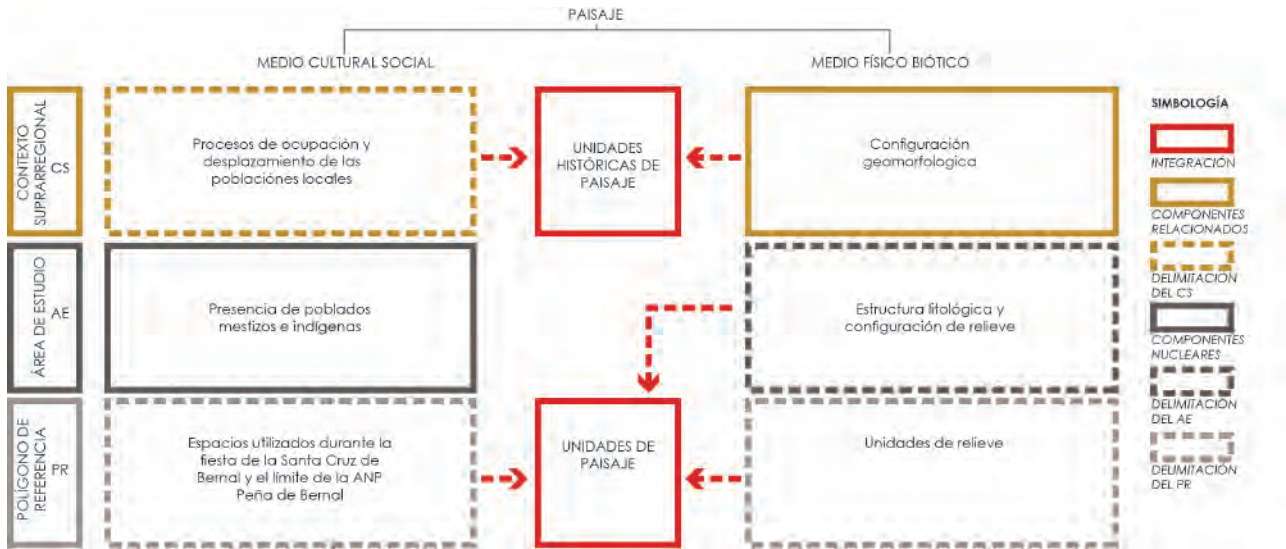 PAISAJE
MEDIO CULTURAL SOCIAL
MEDIO FÍSICO BIÓTICO
CONTEXTO
SUPRARREGIONAL
CS
Procesos de ocupación y
desplazamiento de las
poblaciónes locales
UNIDADES
HISTÓRICAS DE
PAISAJE
Configuración
geomorfologica
ÁREA DE ESTUDIO
AE
Presencia de poblados
mestizos e indígenas
Estructura litológica y
configuración de relieve
POLÍGONO DE
REFERENCIA
PR
Espacios utilizados durante la
fiesta de la Santa Cruz de
Bernal y el límite de la ANP
Peña de Bernal
UNIDADES DE
PAISAJE
Unidades de relieve
SIMBOLOGÍA
INTEGRACIÓN
COMPONENTES
RELACIONADOS
DELIMITACIÓN
DEL CS
COMPONENTES
NUCLEARES
DELIMITACIÓN
DEL AE
DELIMITACIÓN
DEL PR